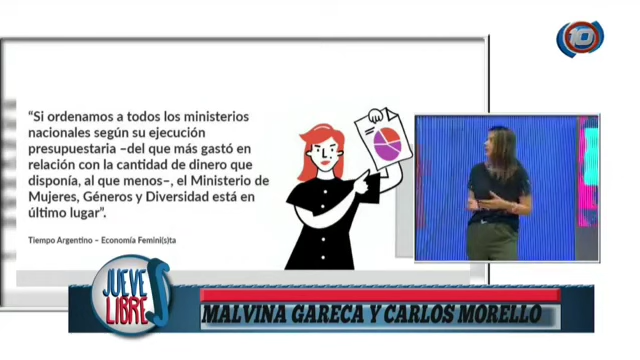 10
“Si ordenamos a todos los ministerios
nacionales según su ejecución
presupuestaria –del que más gastó en
relación con la cantidad de dinero que
disponía, al que menos–, el Ministerio de
Mujeres, Géneros y Diversidad está en
último lugar”.
Tiempo Argentino – Economía Femini(s)ta
JUEVES
LIBRE
MALVINA GARECA Y CARLOS MORELLO